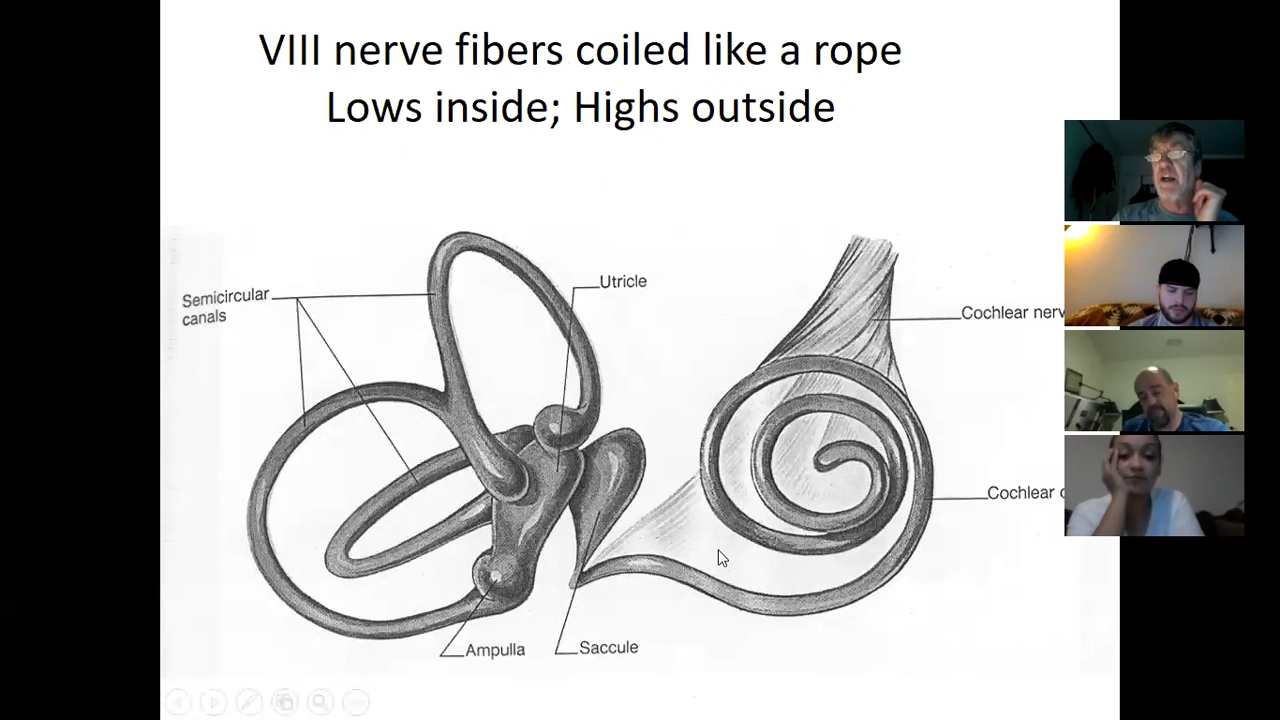 VIII nerve fibers coiled like a rope
Lows inside; Highs outside
Semicircular
canals
Utricle
Cochlear nerv
Cochlear
Ampulla
Saccule